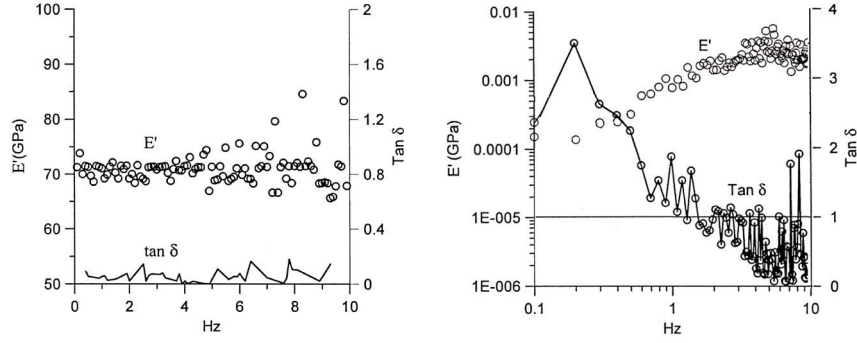 100
90
80
70
60
50
E'(GPa)
2
1.6
1.2
0.8
0.4
0
Tan δ
E'
tan δ
0 2 4 6 8 10
Hz
0.01
0.001
0.0001
1E-005
1E-006
E' (GPa)
4
3
2
1
0
Tan δ
E'
Tan δ
0.1 1 10
Hz